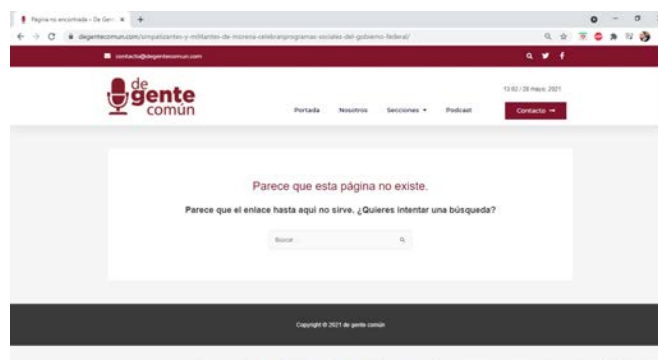 Página no encontrada - De Gen
degentecomun.com/simpatizantes-y-militantes-de-morena-celebranprogramas-sociales-del-gobierno-federal/
contacto@degentecomun.com
de
gente
común
13:02 / 28 mayo, 2021
Portada Nosotros Secciones Podcast Contacto →
Parece que esta página no existe.
Parece que el enlace hasta aquí no sirve. ¿Quieres intentar una búsqueda?
Buscar ...
Copyright © 2021 de gente común